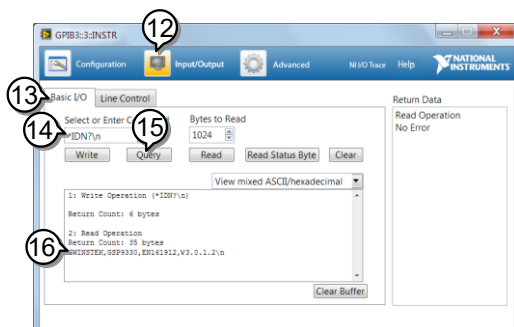 GPIB3::3::INSTR
12
Configuration
Input/Output
Advanced
NI I/O Trace
Help
NATIONAL
INSTRUMENTS
13
Basic I/O
Line Control
Return Data
Read Operation
No Error
14
15
Select or Enter
Bytes to Read
*IDN?\n
1024
Write
Query
Read
Read Status Byte
Clear
View mixed ASCII/hexadecimal
1: Write Operation (*IDN?\n)
Return Count: 6 bytes
2: Read Operation
Return Count: 35 bytes
16
GWINSTEK,GSP9330,EN161912,V3.0.1.2\n
Clear Buffer